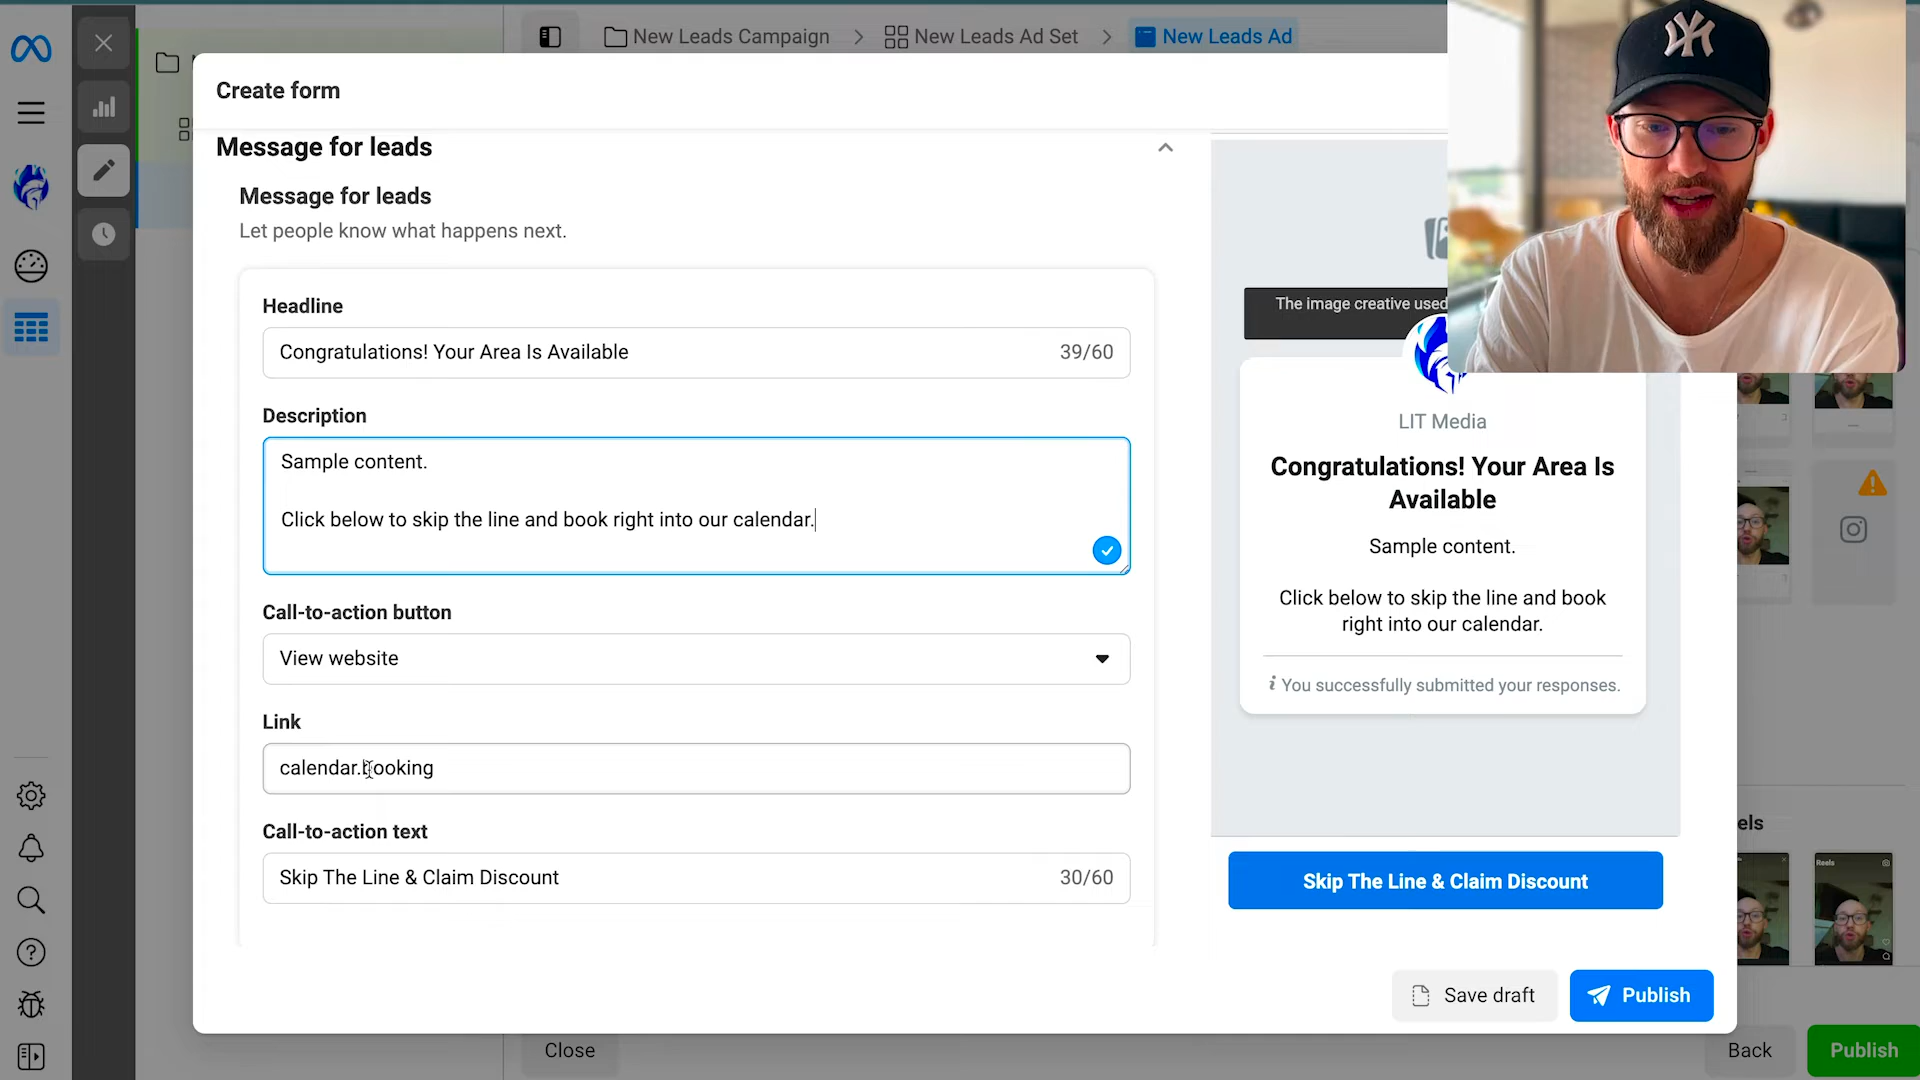 New Leads Campaign
New Leads Ad Set
New Leads Ad
Create form
Message for leads
Message for leads
Let people know what happens next.
Headline
Congratulations! Your Area Is Available
39/60
Description
Sample content.
Click below to skip the line and book right into our calendar.
Call-to-action button
View website
Link
calendar.booking
Call-to-action text
Skip The Line & Claim Discount
30/60
The image creative used
LIT Media
Congratulations! Your Area Is
Available
Sample content.
Click below to skip the line and book
right into our calendar.
You successfully submitted your responses.
Skip The Line & Claim Discount
els
Reels
Save draft
Publish
Close
Back
Publish